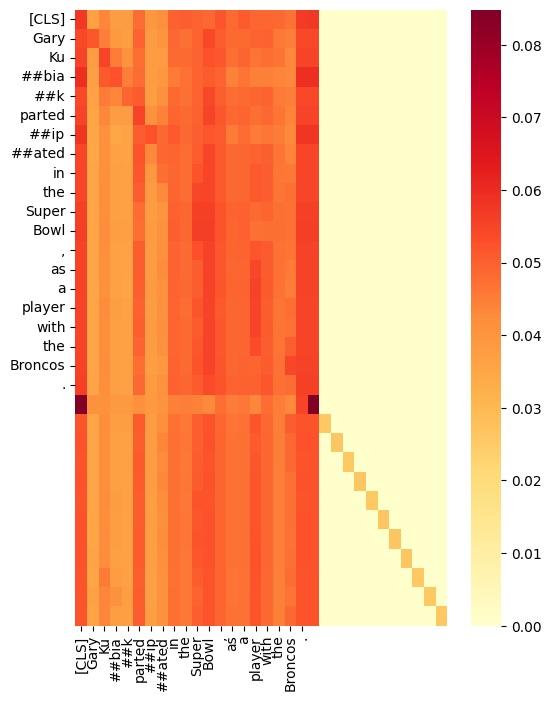 [CLS]
Gary
Ku
##bia
##k
parted
##ip
##ated
in
the
Super
Bowl
,
as
a
player
with
the
Broncos
.
0.08
0.07
0.06
0.05
0.04
0.03
0.02
0.01
0.00
[CLS]
Gary
Ku
##bia
##k
parted
##ip
##ated
in
the
Super
Bowl
,
as
a
player
with
the
Broncos
.